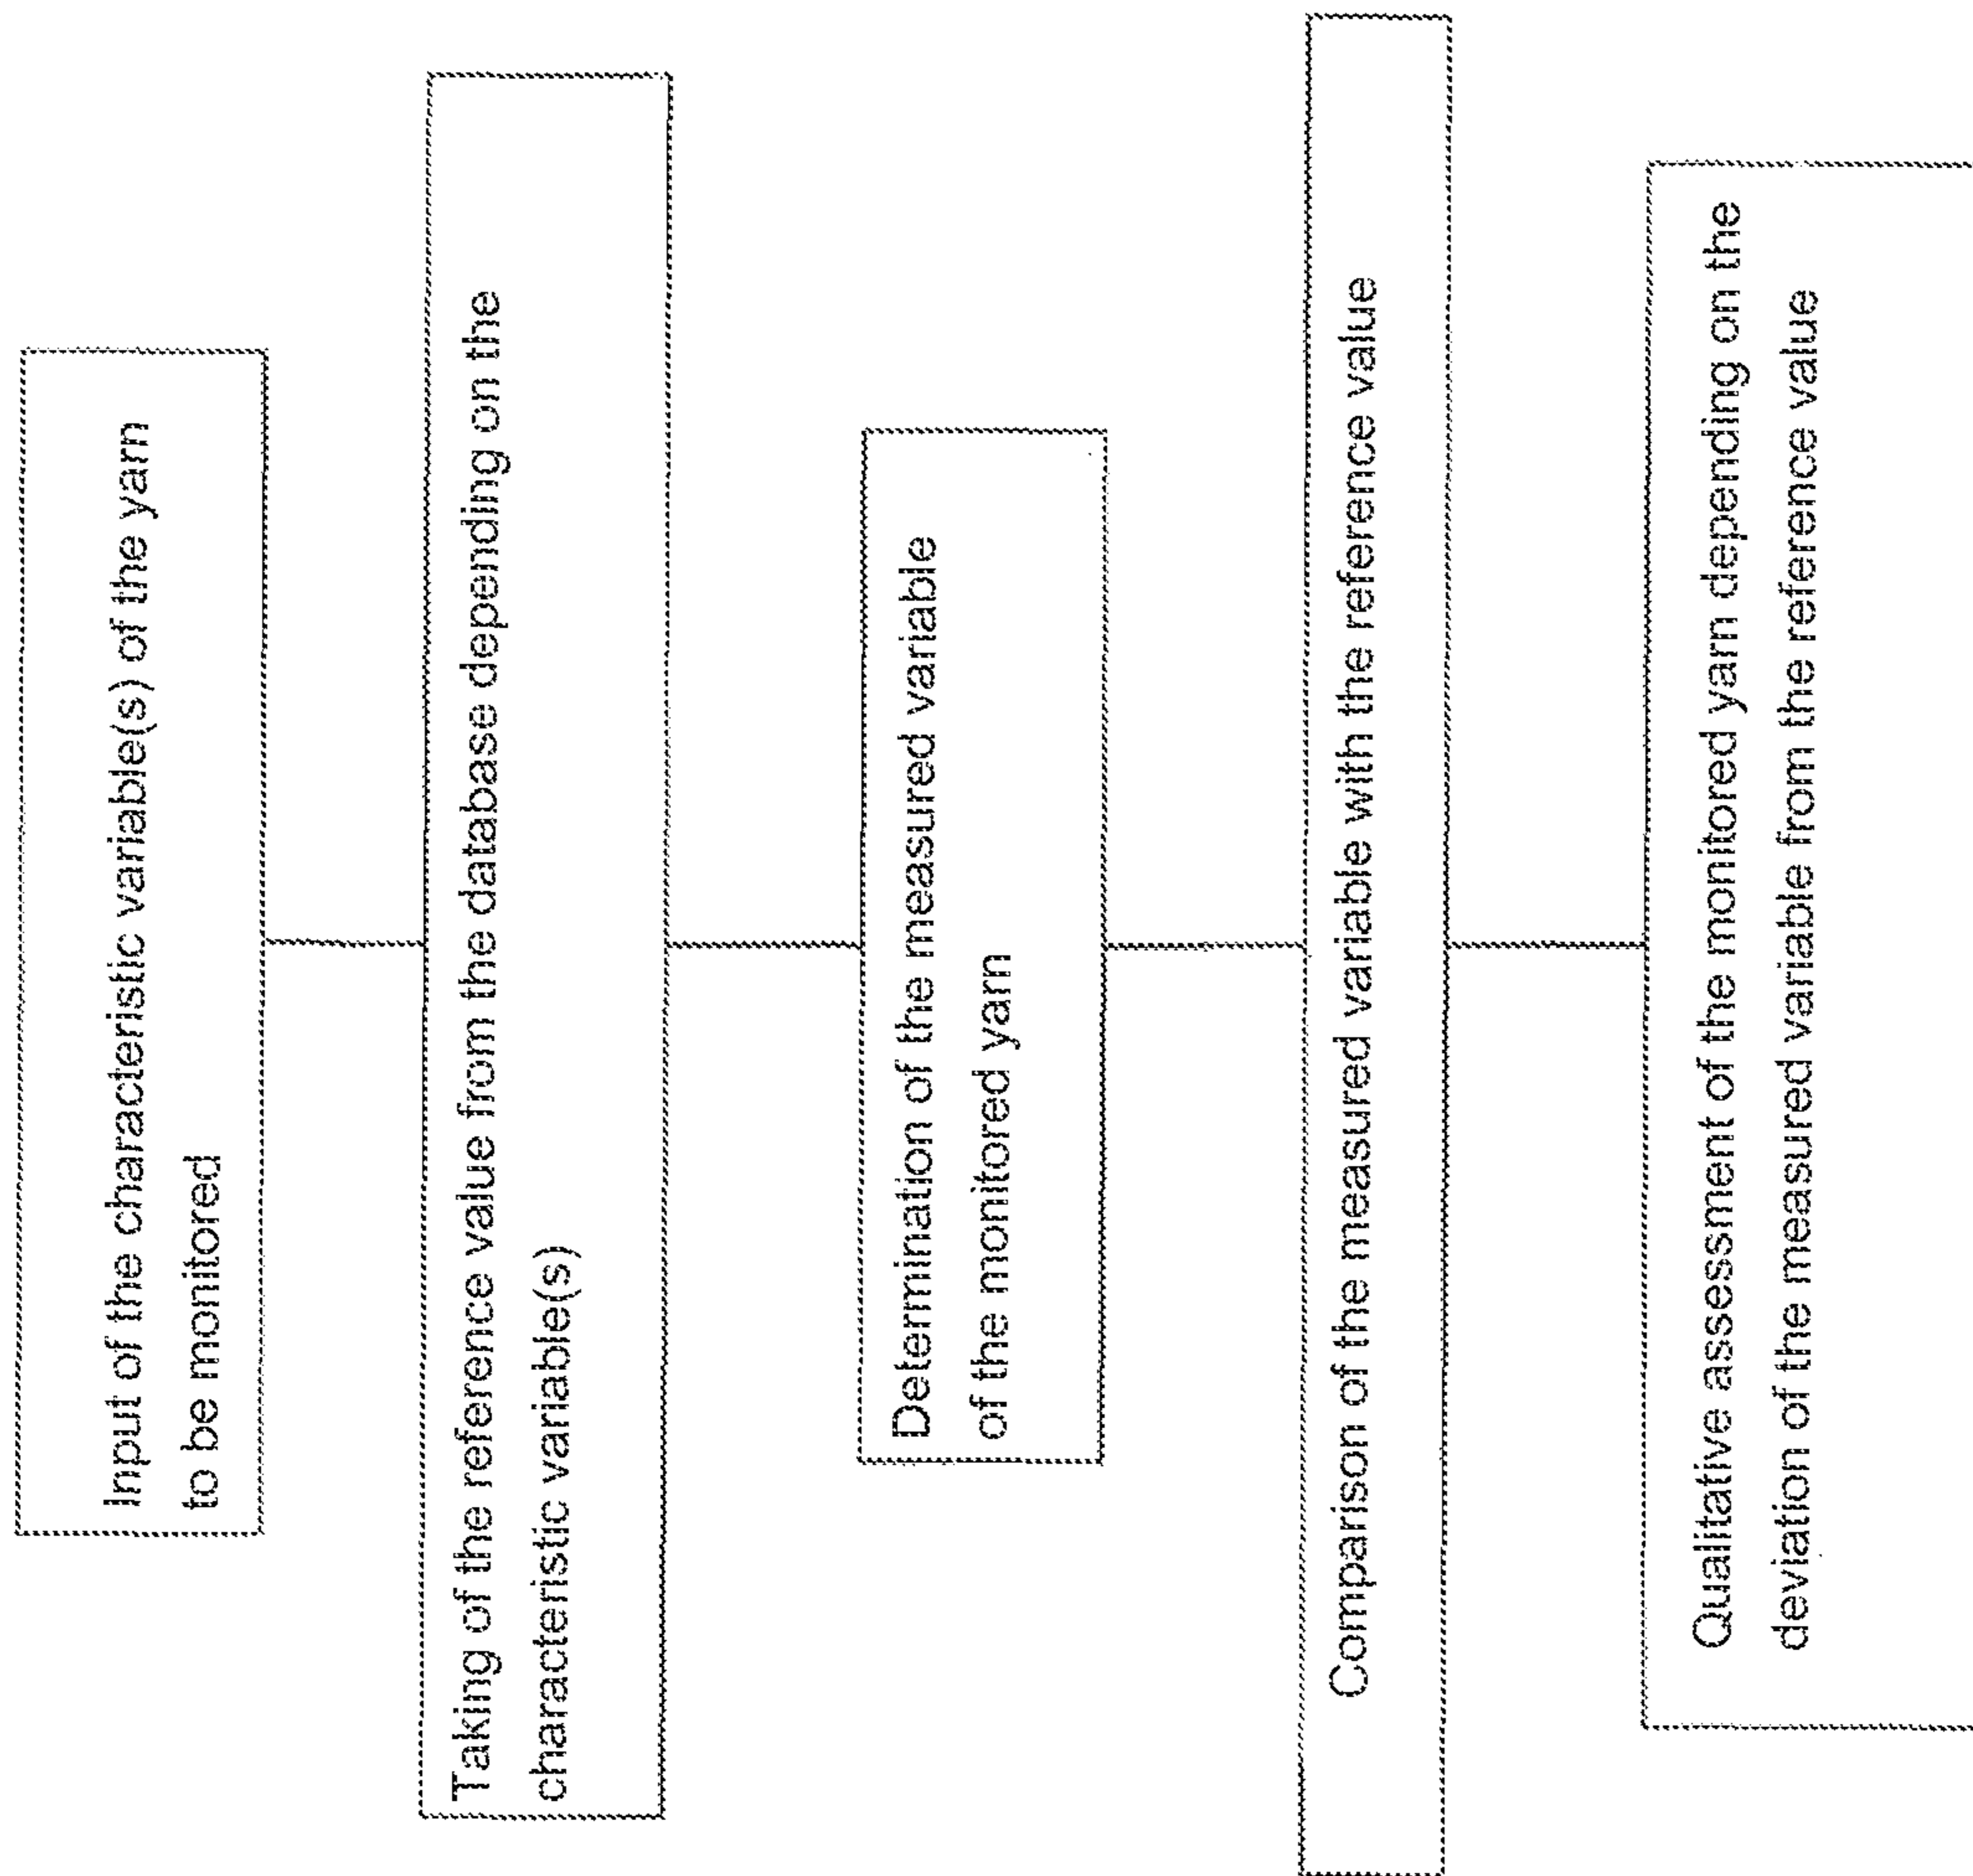 Input of the characteristic variable(s) of the yarn
to be monitored
Taking of the reference value from the database depending on the
characteristic variable(s)
Determination of the measured variable
of the monitored yarn
Comparison of the measured variable with the reference value
Qualitative assessment of the monitored yarn depending on the
deviation of the measured variable from the reference value